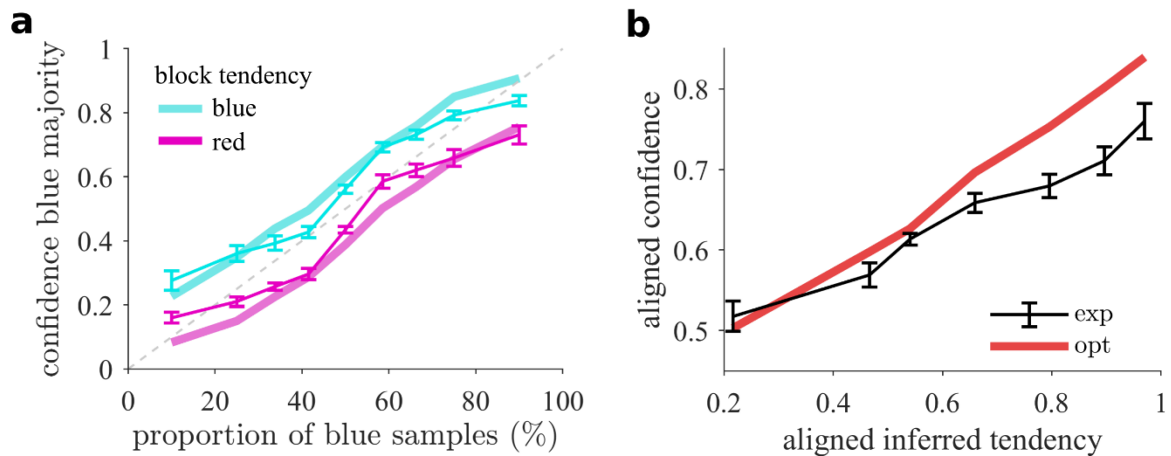 a
confidence blue majority
1
0.8
0.6
0.4
0.2
0
block tendency
blue
red
0 20 40 60 80 100
proportion of blue samples (%)
b
aligned confidence
0.8
0.7
0.6
0.5
exp
opt
0.2 0.4 0.6 0.8 1
aligned inferred tendency